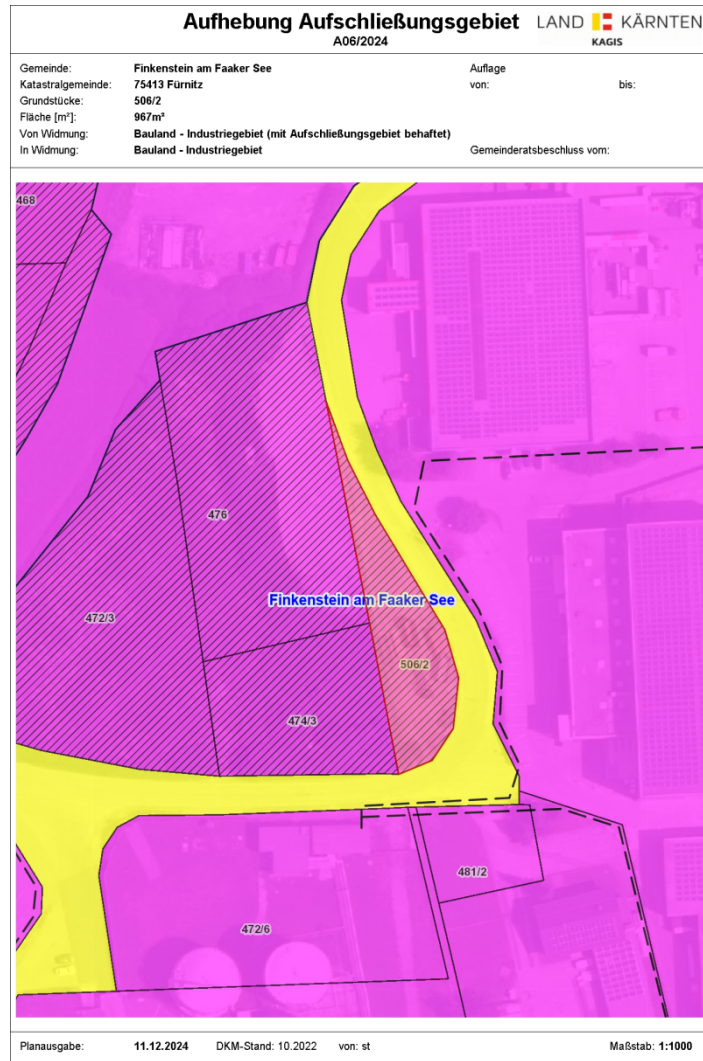 Aufhebung Aufschließungsgebiet
A06/2024
LAND KÄRNTEN
KAGIS
Gemeinde: Finkenstein am Faaker See Auflage
Katastralgemeinde: 75413 Fürnitz von: bis:
Grundstücke: 506/2
Fläche [m²]: 967m²
Von Widmung: Bauland - Industriegebiet (mit Aufschließungsgebiet behaftet)
In Widmung: Bauland - Industriegebiet Gemeinderatsbeschluss vom:
468
476
Finkenstein am Faaker See
472/3
506/2
474/3
481/2
472/6
Planausgabe: 11.12.2024 DKM-Stand: 10.2022 von: st Maßstab: 1:1000